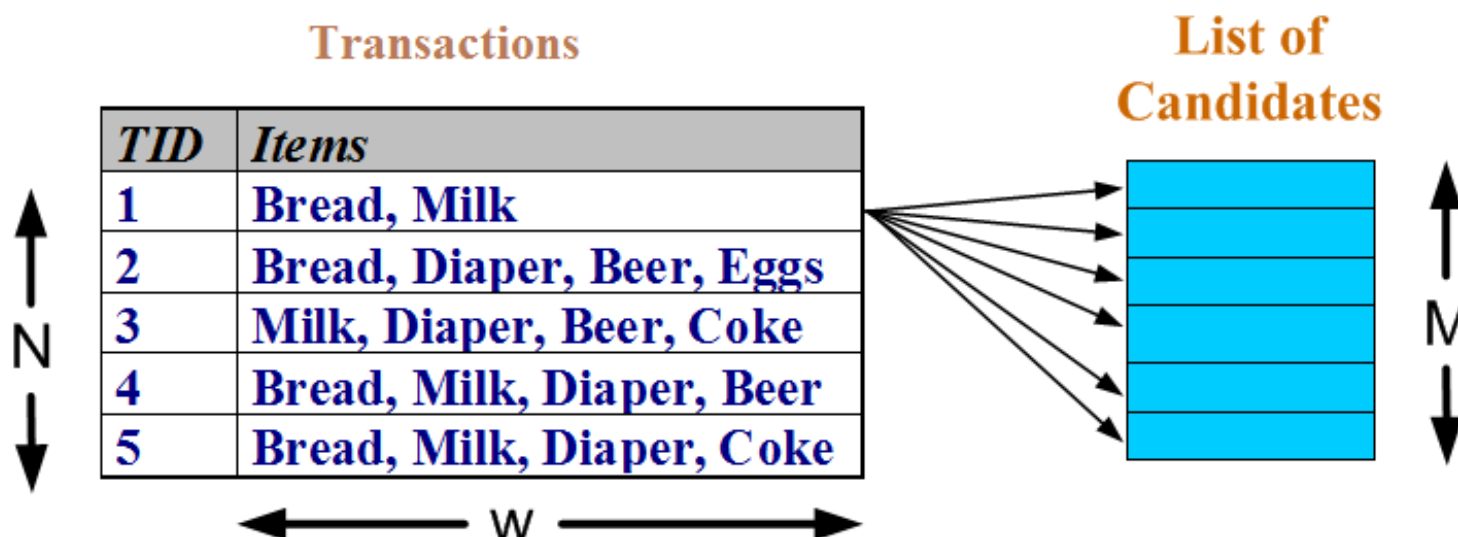 Transactions
List of
Candidates
TID Items
1 Bread, Milk
2 Bread, Diaper, Beer, Eggs
3 Milk, Diaper, Beer, Coke
4 Bread, Milk, Diaper, Beer
5 Bread, Milk, Diaper, Coke
N
M
w